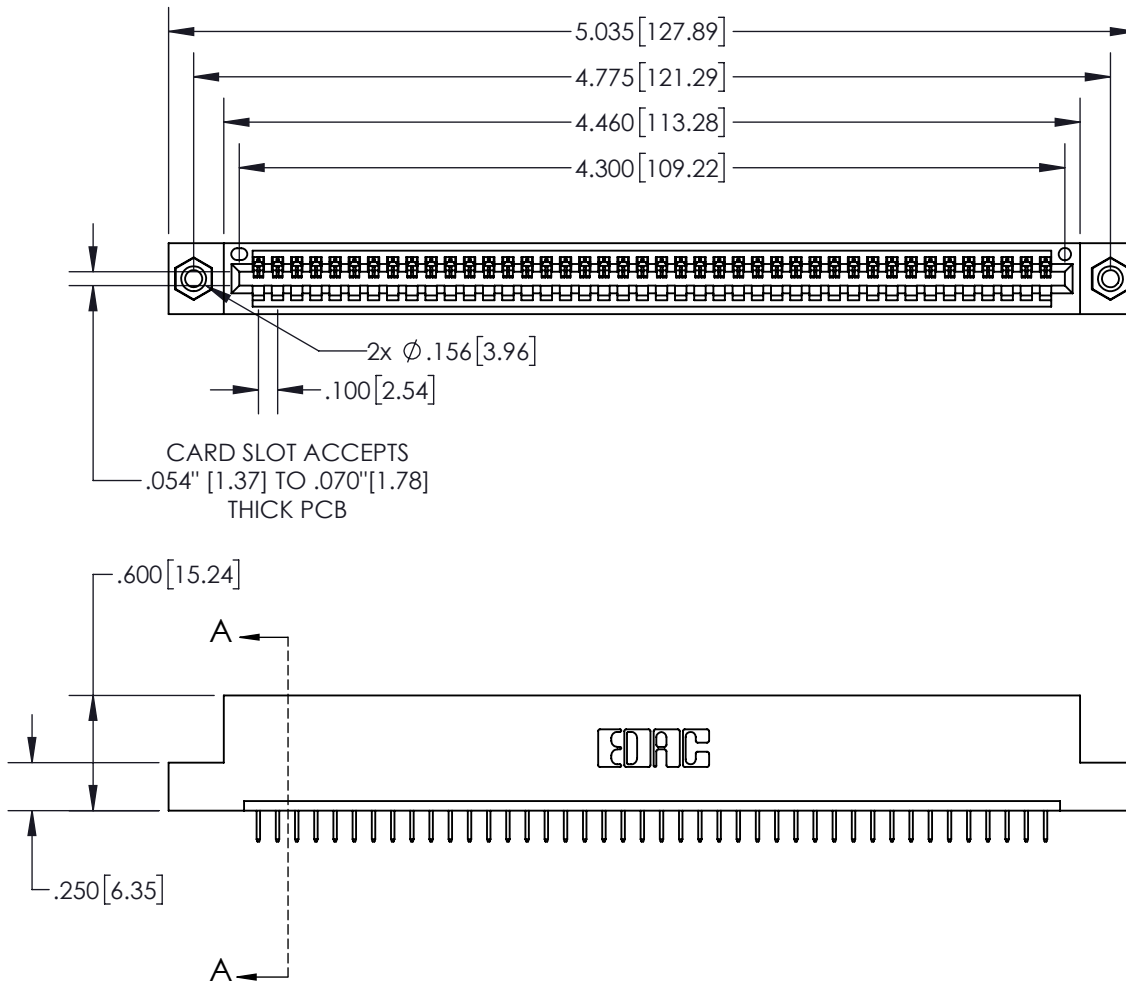 5.035[127.89]
4.775[121.29]
4.460[113.28]
4.300[109.22]
2x Ø.156[3.96]
.100[2.54]
CARD SLOT ACCEPTS
.054" [1.37] TO .070"[1.78]
THICK PCB
.600[15.24]
A
EDAC
.250[6.35]
A